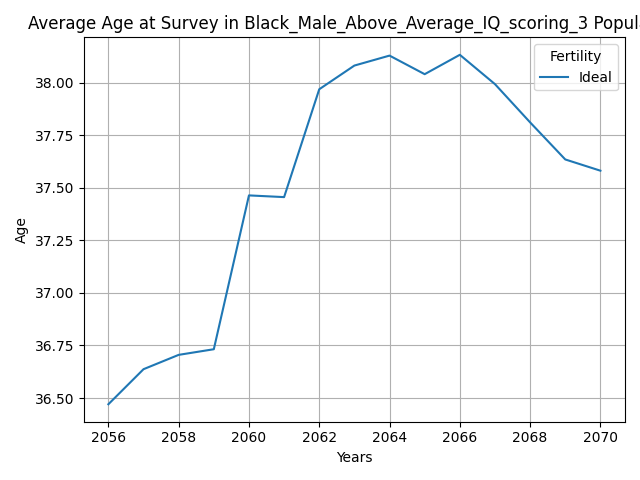 Average Age at Survey in Black_Male_Above_Average_IQ_scoring_3 Popul
Fertility
Ideal
38.00
37.75
37.50
37.25
37.00
36.75
36.50
Age
2056 2058 2060 2062 2064 2066 2068 2070
Years